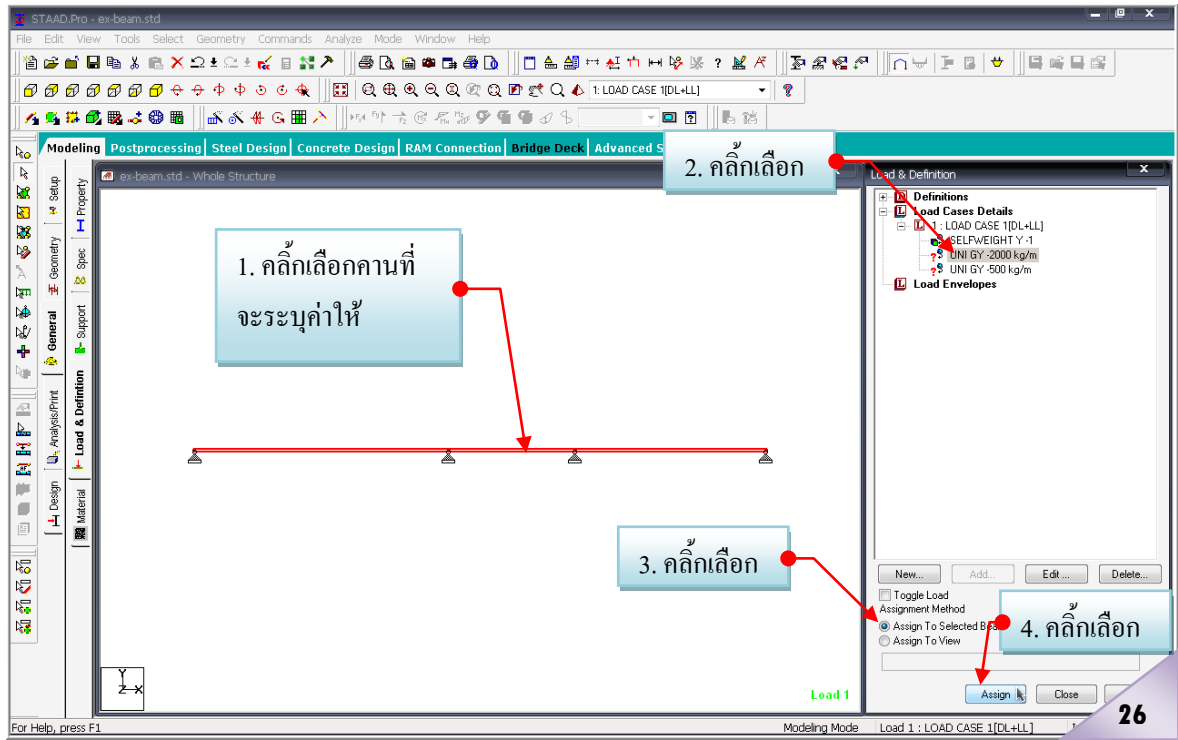 STAAD.Pro - ex-beam.std
File Edit View Tools Select Geometry Commands Analyze Mode Window Help
1: LOAD CASE 1[DL+LL]
Modeling Postprocessing Steel Design Concrete Design RAM Connection Bridge Deck Advanced S
ex-beam.std - Whole Structure
2. คลิ๊กเลือก
Load & Definition
Definitions
Load Cases Details
1 : LOAD CASE 1[DL+LL]
SELFWEIGHT Y -1
UNI GY -2000 kg/m
UNI GY -500 kg/m
Load Envelopes
Setup
Geometry
General
Analysis/Print
Design
Property
Spec
Support
Load & Definition
Material
1. คลิ๊กเลือกคานที่
จะระบุค่าให้
3. คลิ๊กเลือก
New... Add... Edit ... Delete...
Toggle Load
Assignment Method
Assign To Selected Bea
Assign To View
4. คลิ๊กเลือก
Assign Close
Y
Z X
Load 1
26
For Help, press F1
Modeling Mode
Load 1 : LOAD CASE 1[DL+LL]